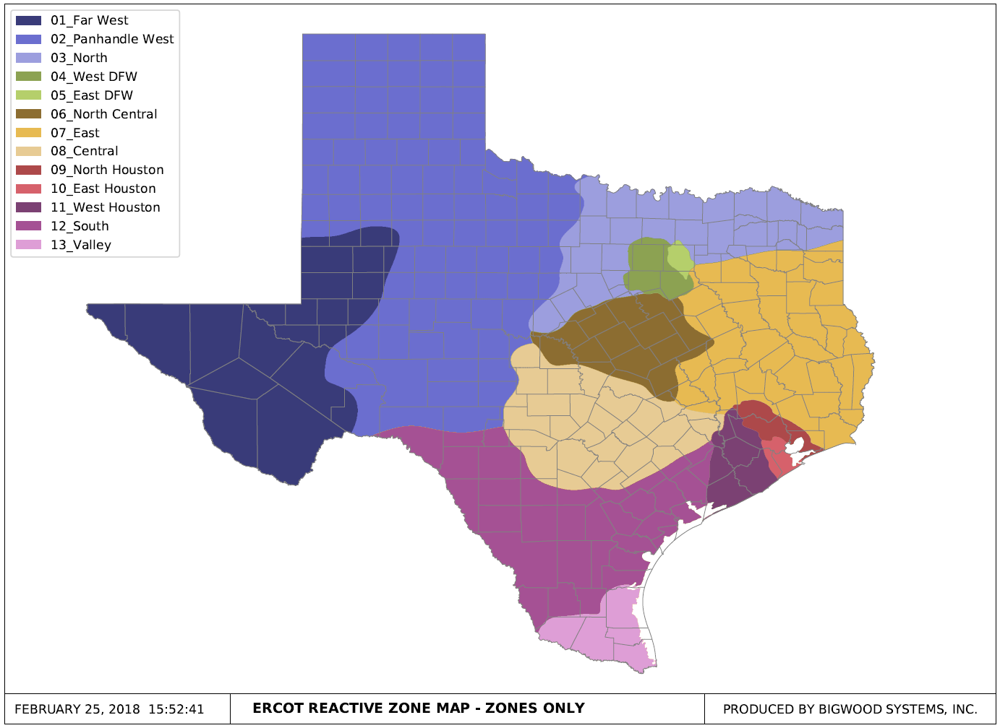 01_Far West
02_Panhandle West
03_North
04_West DFW
05_East DFW
06_North Central
07_East
08_Central
09_North Houston
10_East Houston
11_West Houston
12_South
13_Valley
FEBRUARY 25, 2018 15:52:41
ERCOT REACTIVE ZONE MAP - ZONES ONLY
PRODUCED BY BIGWOOD SYSTEMS, INC.